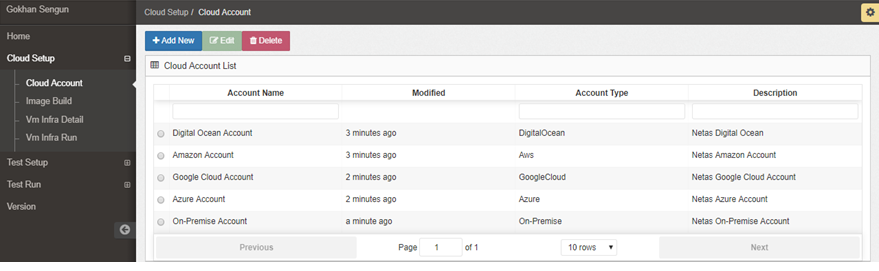 Gokhan Sengun
Home
Cloud Setup
Cloud Account
Image Build
Vm Infra Detail
Vm Infra Run
Test Setup
Test Run
Version
Cloud Setup / Cloud Account
Add New Edit Delete
Cloud Account List
Account Name Modified Account Type Description
Digital Ocean Account 3 minutes ago DigitalOcean Netas Digital Ocean
Amazon Account 3 minutes ago Aws Netas Amazon Account
Google Cloud Account 2 minutes ago GoogleCloud Netas Google Cloud Account
Azure Account 2 minutes ago Azure Netas Azure Account
On-Premise Account a minute ago On-Premise Netas On-Premise Account
Previous Page 1 of 1 10 rows Next